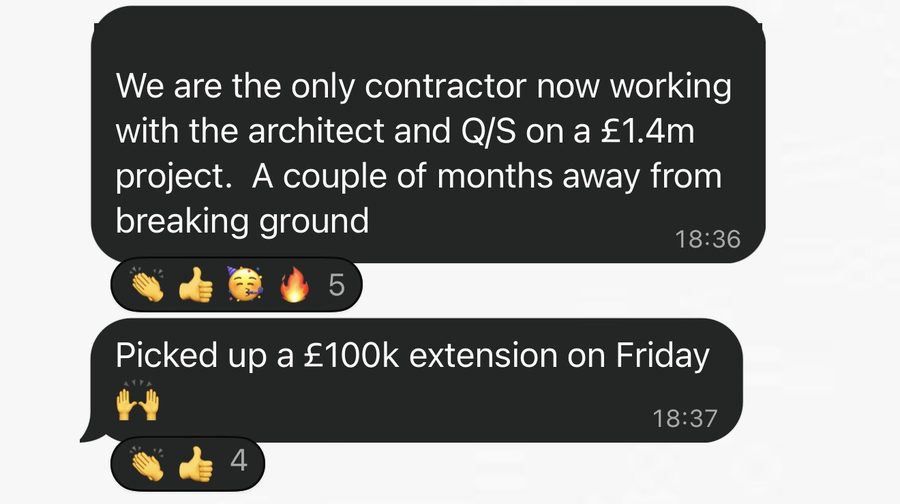 We are the only contractor now working
with the architect and Q/S on a £1.4m
project.  A couple of months away from
breaking ground
18:36
👏 👍 🥳 🔥 5
Picked up a £100k extension on Friday
🙌
18:37
👏 👍 4